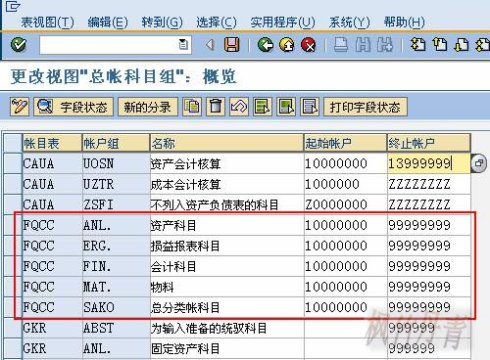 表视图(T) 编辑(E) 转到(G) 选择(C) 实用程序(U) 系统(Y) 帮助(H)
更改视图"总帐科目组": 概览
字段状态 新的分录 打印字段状态
帐目表 帐户组 名称 起始帐户 终止帐户
CAUA UOSN 资产会计核算 10000000 13999999
CAUA UZTR 成本会计核算 10000000 ZZZZZZZZ
CAUA ZSFI 不列入资产负债表的科目 Z0000000 ZZZZZZZZ
FQCC ANL. 资产科目 10000000 99999999
FQCC ERG. 损益报表科目 10000000 99999999
FQCC FIN. 会计科目 10000000 99999999
FQCC MAT. 物料 10000000 99999999
FQCC SAKO 总分类帐科目 10000000 99999999
GKR ABST 为输入准备的统驭科目 999999
GKR ANL. 固定资产科目 999999